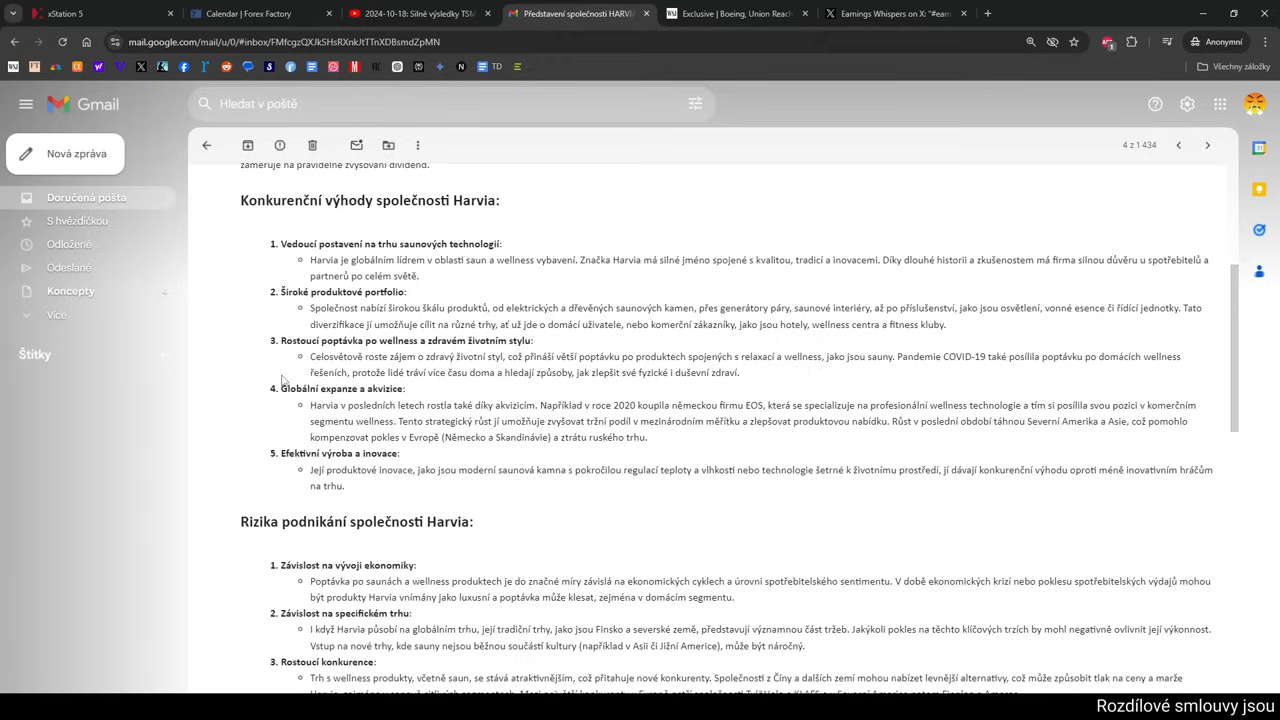 xStation 5
Calendar | Forex Factory
2024-10-18: Silné výsledky TSM
Představení společnosti HARVI
Exclusive | Boeing, Union Reac
Earnings Whispers on X: "#earn
mail.google.com/mail/u/0/#inbox/FMfcgzQXJkSHsRXnkJtTTnXDBsmdZpMN
Anonymní
TD
Všechny záložky
Gmail
Hledat v poště
Nová zpráva
4 z 1 434
Doručená pošta
S hvězdičkou
Odložené
Odeslané
Koncepty
Více
Štítky
zaměřuje na pravidelné zvyšování dividend.
Konkurenční výhody společnosti Harvia:
1. Vedoucí postavení na trhu saunových technologií:
Harvia je globálním lídrem v oblasti saun a wellness vybavení. Značka Harvia má silné jméno spojené s kvalitou, tradicí a inovacemi. Díky dlouhé historii a zkušenostem má firma silnou důvěru u spotřebitelů a
partnerů po celém světě.
2. Široké produktové portfolio:
Společnost nabízí širokou škálu produktů, od elektrických a dřevěných saunových kamen, přes generátory páry, saunové interiéry, až po příslušenství, jako jsou osvětlení, vonné esence či řídící jednotky. Tato
diverzifikace jí umožňuje cílit na různé trhy, ať už jde o domácí uživatele, nebo komerční zákazníky, jako jsou hotely, wellness centra a fitness kluby.
3. Rostoucí poptávka po wellness a zdravém životním stylu:
Celosvětově roste zájem o zdravý životní styl, což přináší větší poptávku po produktech spojených s relaxací a wellness, jako jsou sauny. Pandemie COVID-19 také posílila poptávku po domácích wellness
řešeních, protože lidé tráví více času doma a hledají způsoby, jak zlepšit své fyzické i duševní zdraví.
4. Globální expanze a akvizice:
Harvia v posledních letech rostla také díky akvizicím. Například v roce 2020 koupila německou firmu EOS, která se specializuje na profesionální wellness technologie a tím si posílila svou pozici v komerčním
segmentu wellness. Tento strategický růst jí umožňuje zvyšovat tržní podíl v mezinárodním měřítku a zlepšovat produktovou nabídku. Růst v poslední období táhnou Severní Amerika a Asie, což pomohlo
kompenzovat pokles v Evropě (Německo a Skandinávie) a ztrátu ruského trhu.
5. Efektivní výroba a inovace:
Její produktové inovace, jako jsou moderní saunová kamna s pokročilou regulací teploty a vlhkosti nebo technologie šetrné k životnímu prostředí, jí dávají konkurenční výhodu oproti méně inovativním hráčům
na trhu.
Rizika podnikání společnosti Harvia:
1. Závislost na vývoji ekonomiky:
Poptávka po saunách a wellness produktech je do značné míry závislá na ekonomických cyklech a úrovni spotřebitelského sentimentu. V době ekonomických krizí nebo poklesu spotřebitelských výdajů mohou
být produkty Harvia vnímány jako luxusní a poptávka může klesat, zejména v domácím segmentu.
2. Závislost na specifickém trhu:
I když Harvia působí na globálním trhu, její tradiční trhy, jako jsou Finsko a severské země, představují významnou část tržeb. Jakýkoli pokles na těchto klíčových trzích by mohl negativně ovlivnit její výkonnost.
Vstup na nové trhy, kde sauny nejsou běžnou součástí kultury (například v Asii či Jižní Americe), může být náročný.
3. Rostoucí konkurence:
Trh s wellness produkty, včetně saun, se stává atraktivnějším, což přitahuje nové konkurenty. Společnosti z Číny a dalších zemí mohou nabízet levnější alternativy, což může způsobit tlak na ceny a marže
Rozdílové smlouvy jsou